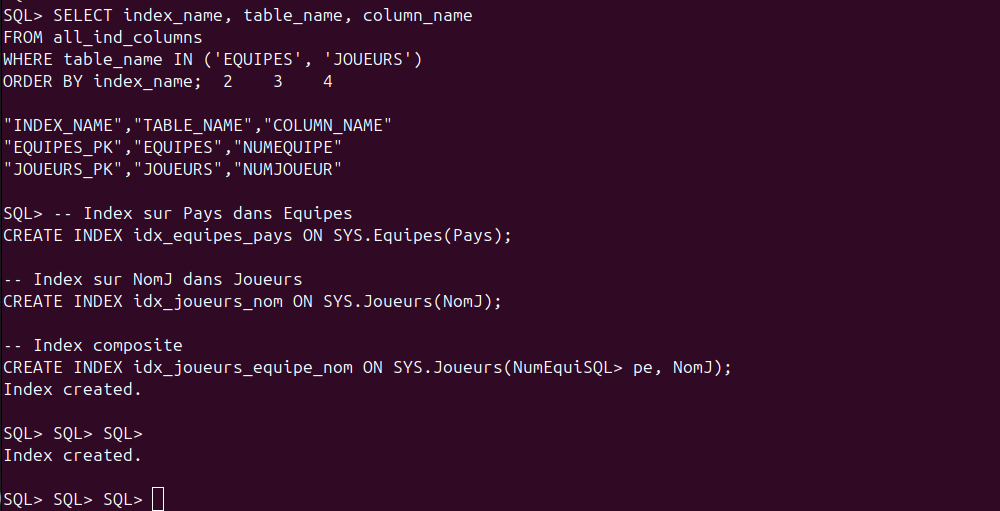 SQL> SELECT index_name, table_name, column_name
FROM all_ind_columns
WHERE table_name IN ('EQUIPES', 'JOUEURS')
ORDER BY index_name;  2    3    4
"INDEX_NAME","TABLE_NAME","COLUMN_NAME"
"EQUIPES_PK","EQUIPES","NUMEQUIPE"
"JOUEURS_PK","JOUEURS","NUMJOUEUR"
SQL> -- Index sur Pays dans Equipes
CREATE INDEX idx_equipes_pays ON SYS.Equipes(Pays);
-- Index sur NomJ dans Joueurs
CREATE INDEX idx_joueurs_nom ON SYS.Joueurs(NomJ);
-- Index composite
CREATE INDEX idx_joueurs_equipe_nom ON SYS.Joueurs(NumEquiSQL> pe, NomJ);
Index created.
SQL> SQL> SQL>
Index created.
SQL> SQL> SQL>